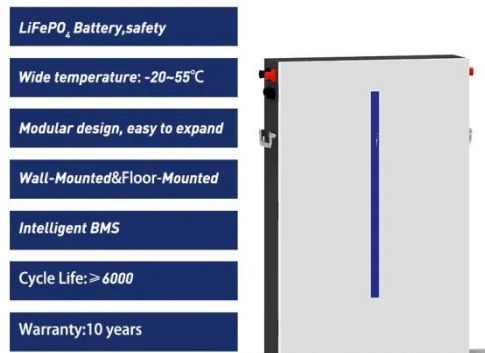 LiFePO₄ Battery,safety
Wide temperature: -20~55℃
Modular design, easy to expand
Wall-Mounted&Floor-Mounted
Intelligent BMS
Cycle Life:≥6000
Warranty:10 years